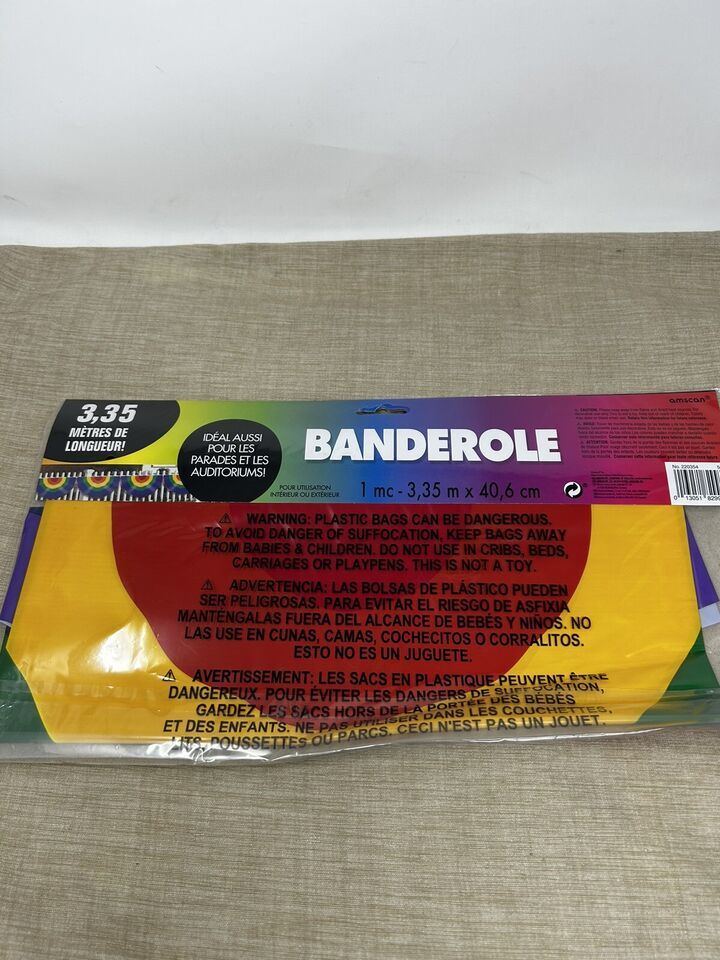 3,35
MÈTRES DE
LONGUEUR!
IDÉAL AUSSI
POUR LES
PARADES ET LES
AUDITORIUMS!
BANDEROLE
POUR UTILISATION
INTÉRIEUR OU EXTÉRIEUR
1 mc - 3,35 m x 40,6 cm
amscan®
No. 220354
0 13051
⚠ WARNING: PLASTIC BAGS CAN BE DANGEROUS.
TO AVOID DANGER OF SUFFOCATION, KEEP BAGS AWAY
FROM BABIES & CHILDREN. DO NOT USE IN CRIBS, BEDS,
CARRIAGES OR PLAYPENS. THIS IS NOT A TOY.
⚠ ADVERTENCIA: LAS BOLSAS DE PLÁSTICO PUEDEN
SER PELIGROSAS. PARA EVITAR EL RIESGO DE ASFIXIA
MANTÉNGALAS FUERA DEL ALCANCE DE BEBÉS Y NIÑOS. NO
LAS USE EN CUNAS, CAMAS, COCHECITOS O CORRALITOS.
ESTO NO ES UN JUGUETE.
⚠ AVERTISSEMENT: LES SACS EN PLASTIQUE PEUVENT ÊTRE
DANGEREUX. POUR ÉVITER LES DANGERS DE SUFFOCATION,
GARDEZ LES SACS HORS DE LA PORTÉE DES BÉBÉS
ET DES ENFANTS. NE PAS UTILISER DANS LES COUCHETTES,
LITS, POUSSETTES OU PARCS. CECI N'EST PAS UN JOUET.